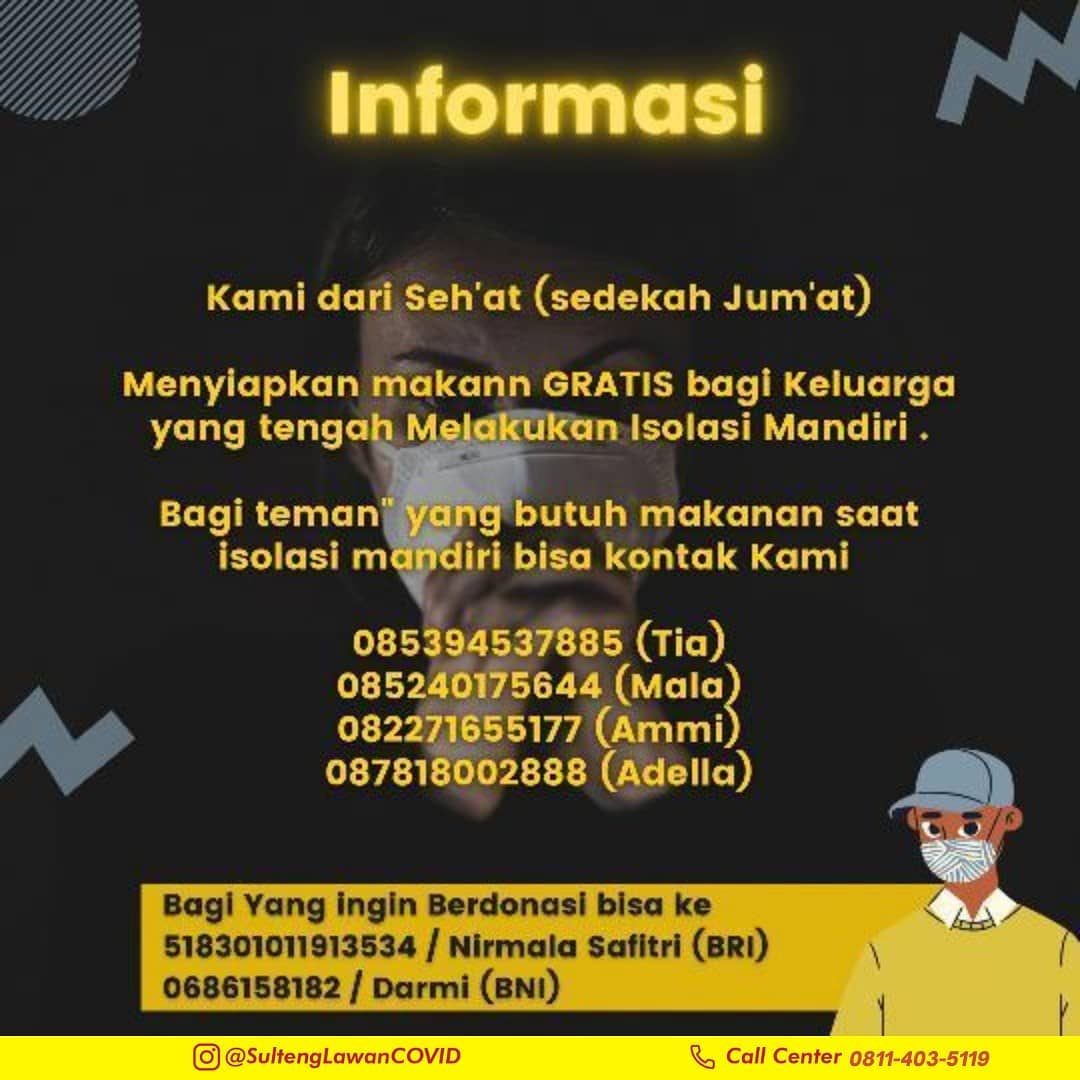 Informasi
Kami dari Seh'at (sedekah Jum'at)
Menyiapkan makann GRATIS bagi Keluarga
yang tengah Melakukan Isolasi Mandiri .
Bagi teman" yang butuh makanan saat
isolasi mandiri bisa kontak Kami
085394537885 (Tia)
085240175644 (Mala)
082271655177 (Ammi)
087818002888 (Adella)
Bagi Yang ingin Berdonasi bisa ke
518301011913534 / Nirmala Safitri (BRI)
0686158182 / Darmi (BNI)
@SultengLawanCOVID
Call Center 0811-403-5119